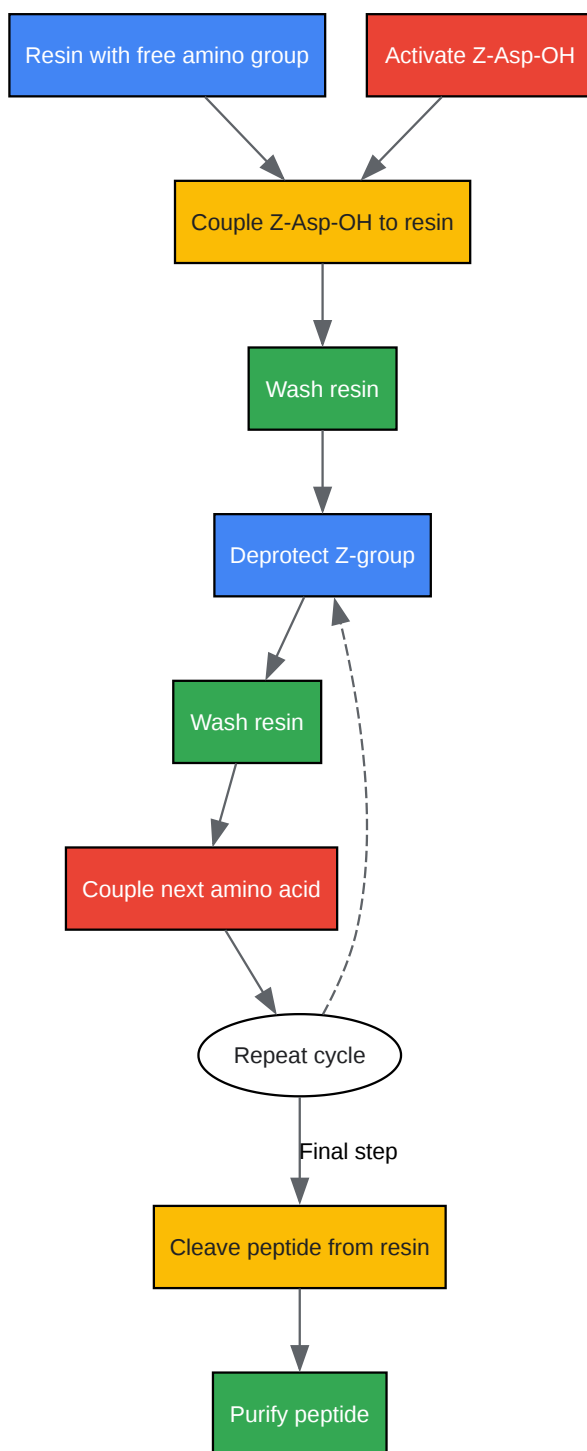 Resin with free amino group
Activate Z-Asp-OH
Couple Z-Asp-OH to resin
Wash resin
Deprotect Z-group
Wash resin
Couple next amino acid
Repeat cycle
Final step
Cleave peptide from resin
Purify peptide